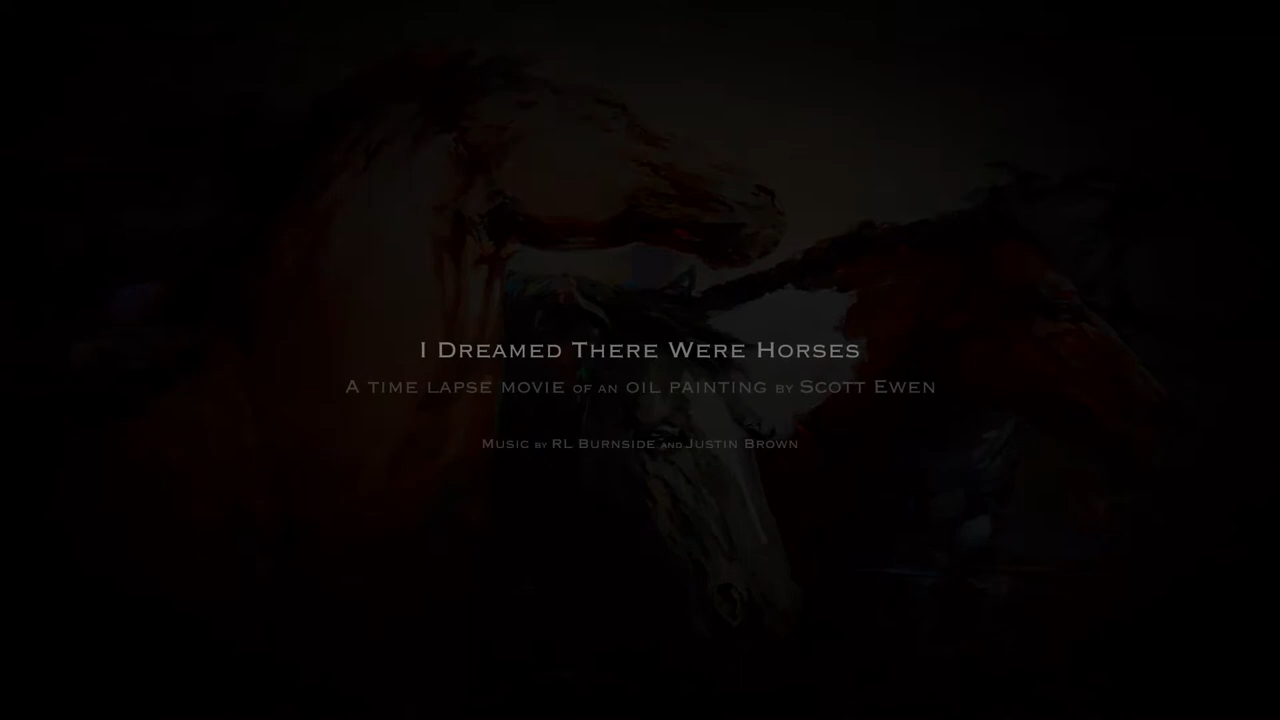 I Dreamed There Were Horses
A time lapse movie of an oil painting by Scott Ewen
Music by RL Burnside and Justin Brown